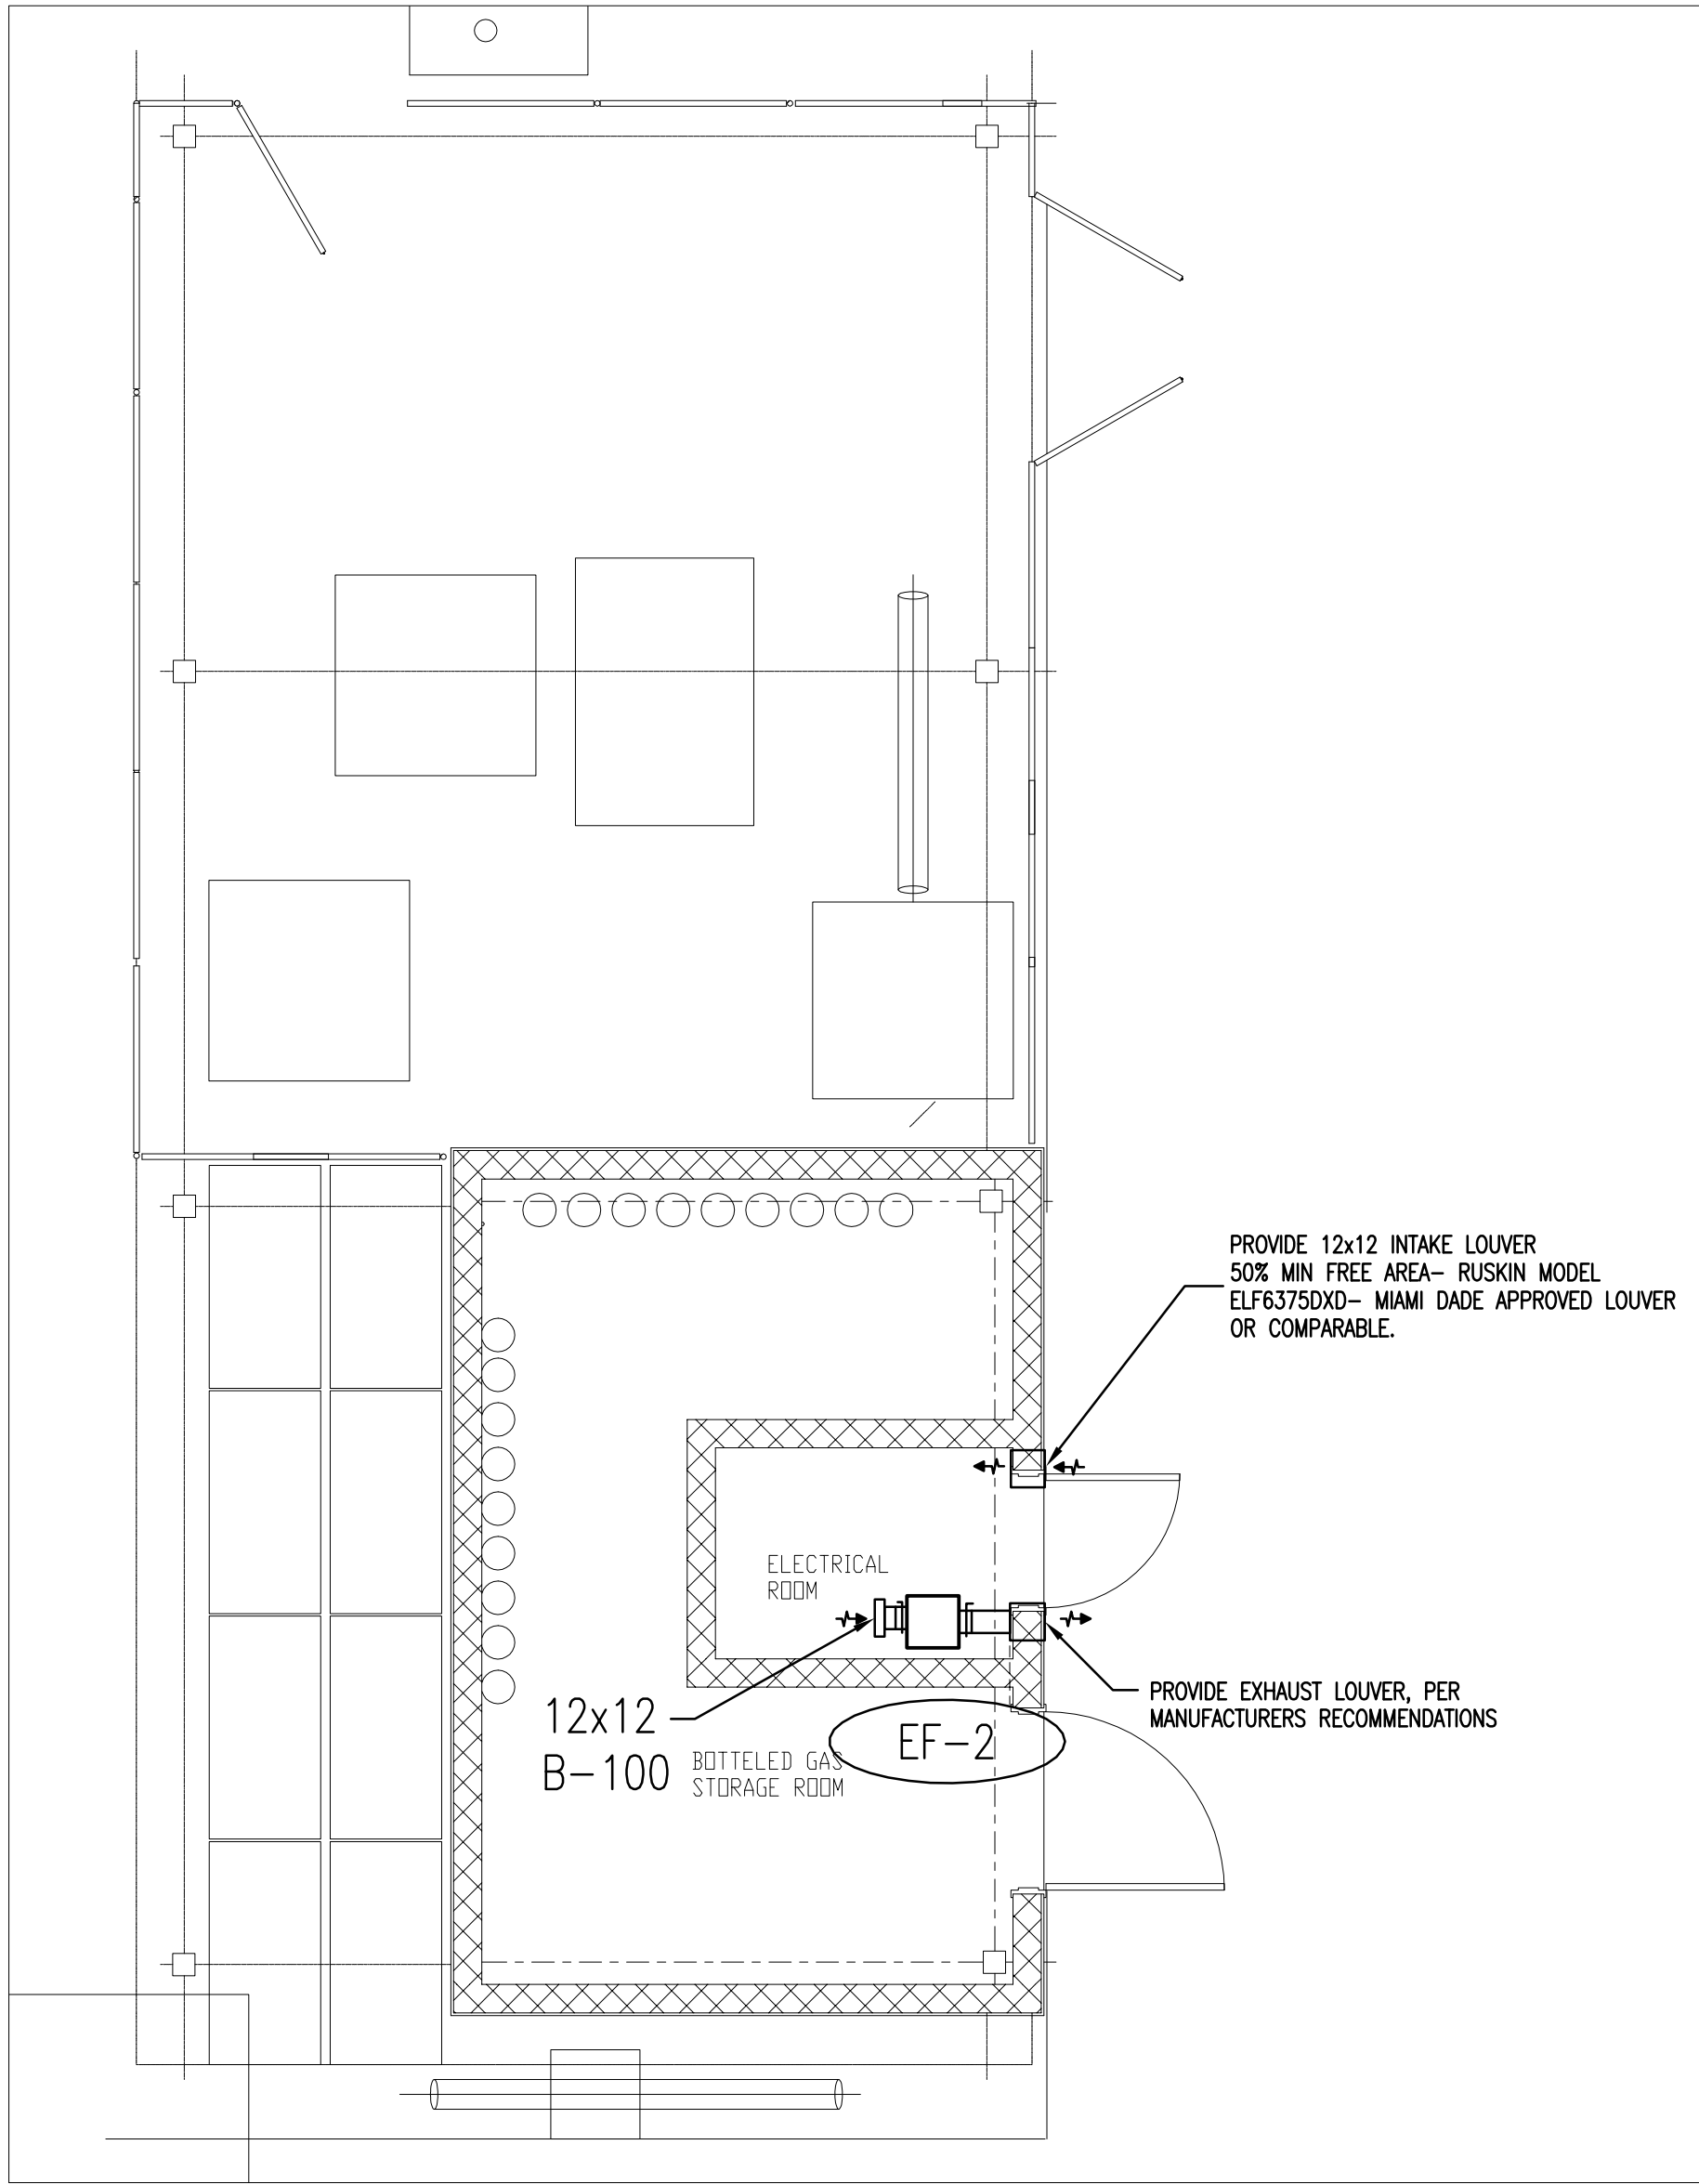 PROVIDE 12x12 INTAKE LOUVER
50% MIN FREE AREA- RUSKIN MODEL
ELF6375DXD- MIAMI DADE APPROVED LOUVER
OR COMPARABLE.
ELECTRICAL
ROOM
PROVIDE EXHAUST LOUVER, PER
MANUFACTURERS RECOMMENDATIONS
12x12
B-100
EF-2
BOTTELED GAS
STORAGE ROOM